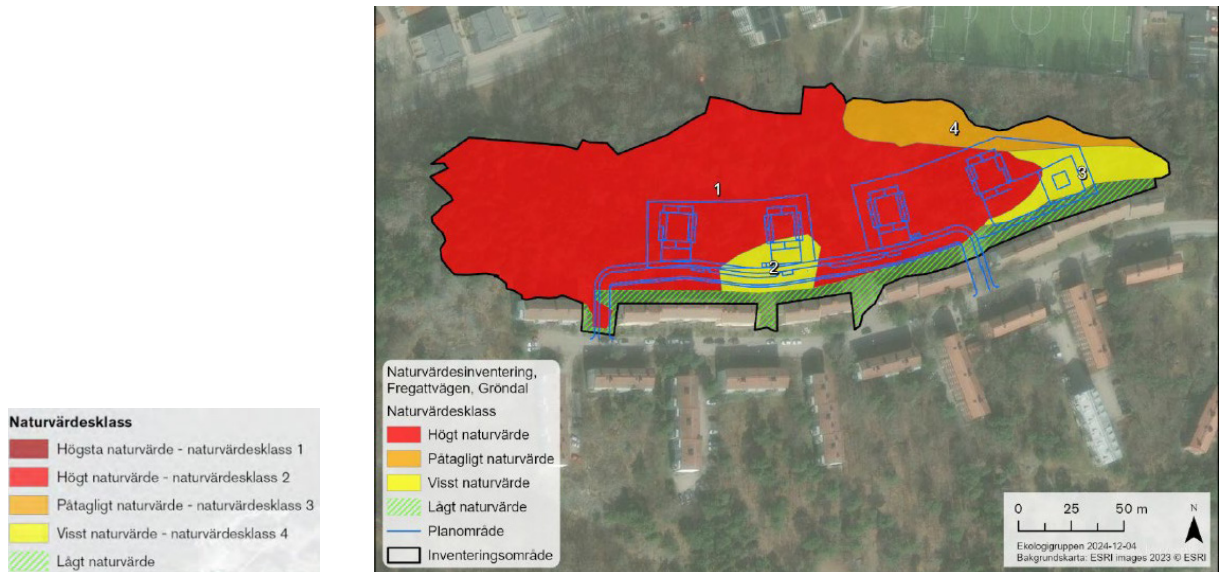 Naturvärdesklass
Högsta naturvärde - naturvärdesklass 1
Högt naturvärde - naturvärdesklass 2
Påtagligt naturvärde - naturvärdesklass 3
Visst naturvärde - naturvärdesklass 4
Lågt naturvärde
4
1
3
2
Naturvärdesinventering,
Fregattvägen, Gröndal
Naturvärdesklass
Högt naturvärde
Påtagligt naturvärde
Visst naturvärde
Lågt naturvärde
Planområde
Inventeringsområde
0 25 50 m
N
Ekologigruppen 2024-12-04
Bakgrundskarta: ESRI images 2023 © ESRI